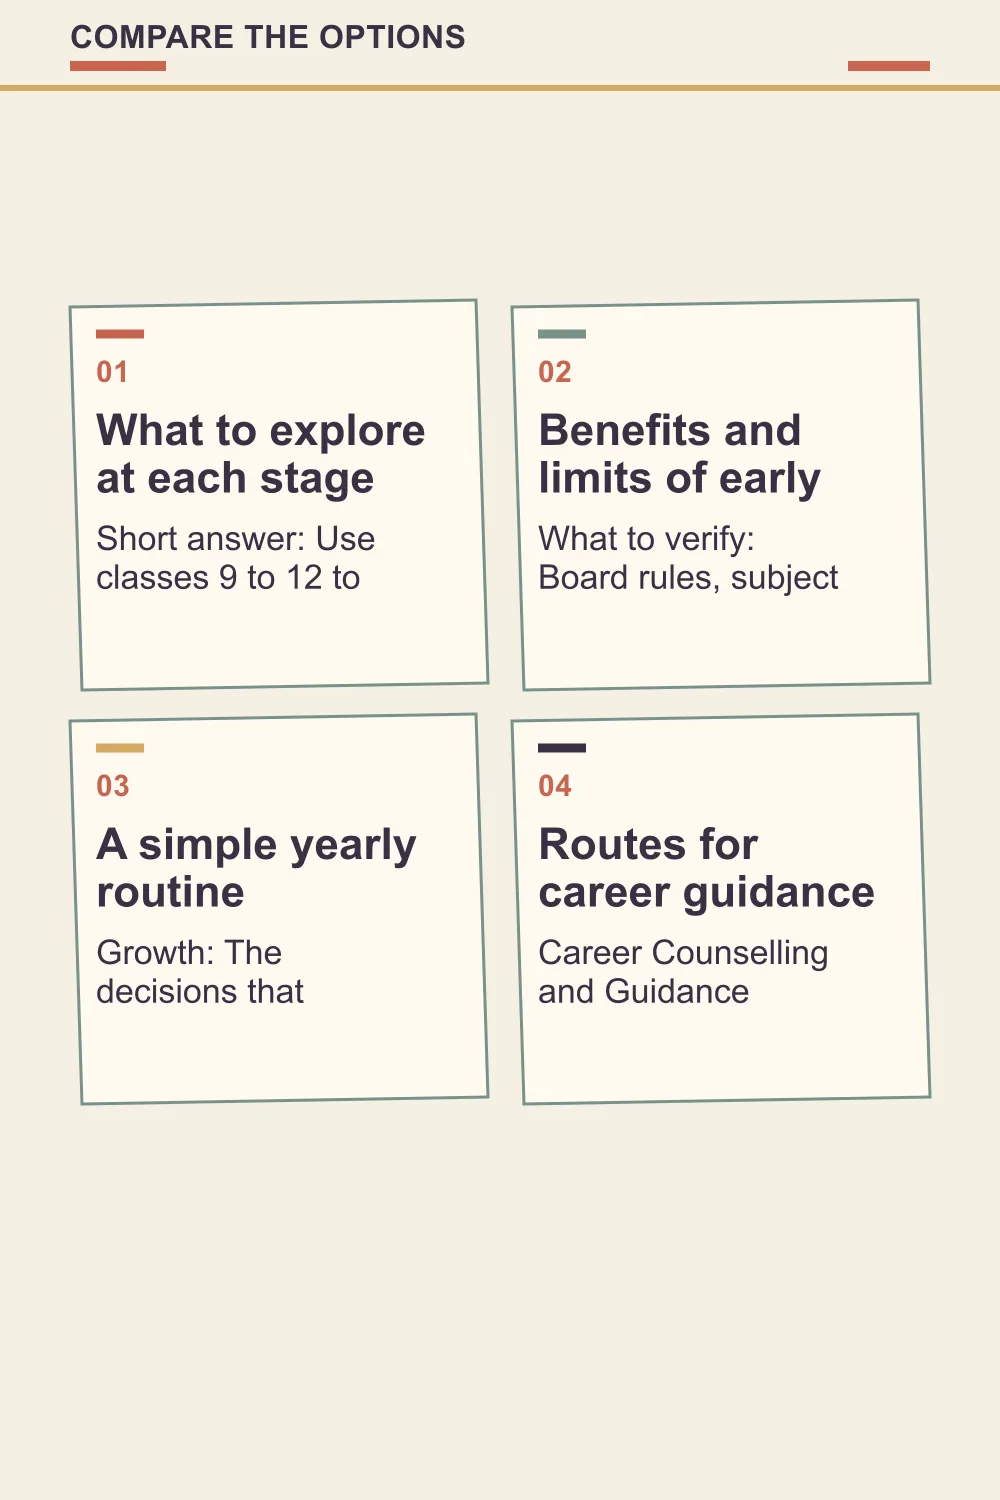 COMPARE THE OPTIONS
01
What to explore
at each stage
Short answer: Use
classes 9 to 12 to
02
Benefits and
limits of early
What to verify:
Board rules, subject
03
A simple yearly
routine
Growth: The
decisions that
04
Routes for
career guidance
Career Counselling
and Guidance